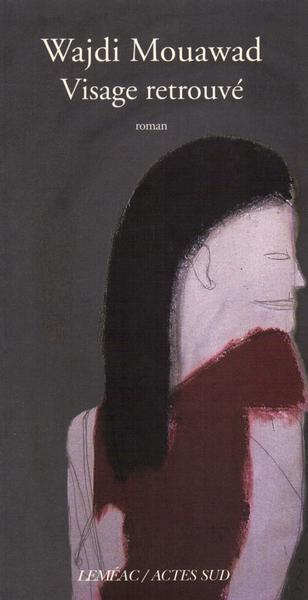 Wajdi Mouawad
Visage retrouvé
roman
LEMÉAC / ACTES SUD